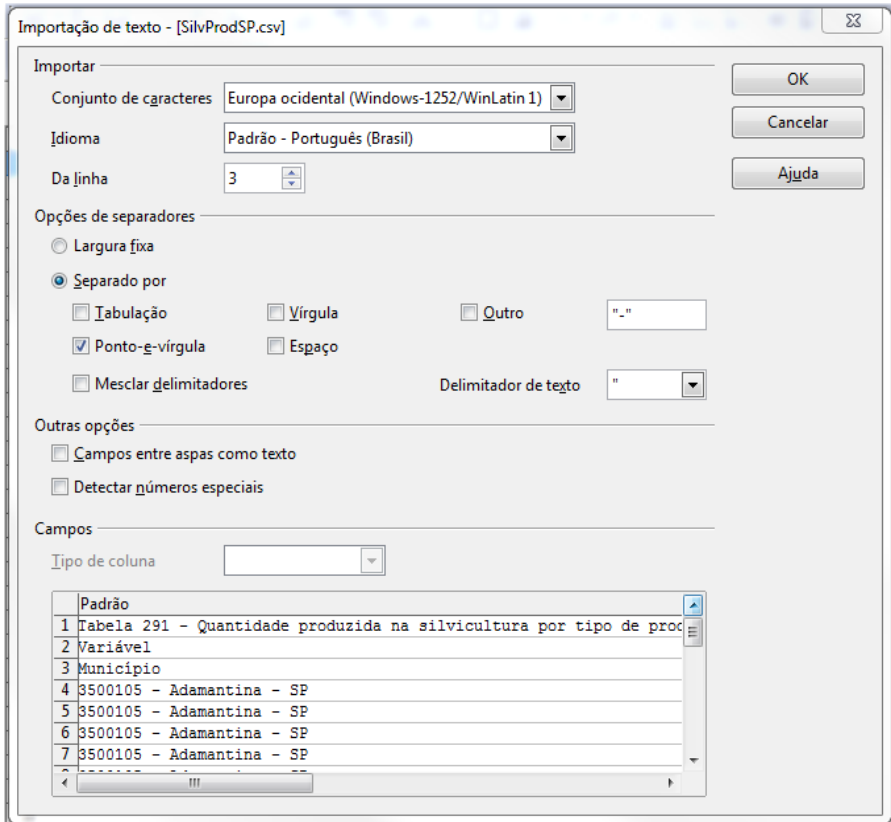 Importação de texto - [SilvProdSP.csv]
Importar
Conjunto de caracteres Europa ocidental (Windows-1252/WinLatin 1)
OK
Idioma Padrão - Português (Brasil)
Cancelar
Da linha 3
Ajuda
Opções de separadores
Largura fixa
Separado por
Tabulação Vírgula Outro "-"
Ponto-e-vírgula Espaço
Mesclar delimitadores Delimitador de texto "
Outras opções
Campos entre aspas como texto
Detectar números especiais
Campos
Tipo de coluna
Padrão
1 Tabela 291 - Quantidade produzida na silvicultura por tipo de proc
2 Variável
3 Município
4 3500105 - Adamantina - SP
5 3500105 - Adamantina - SP
6 3500105 - Adamantina - SP
7 3500105 - Adamantina - SP